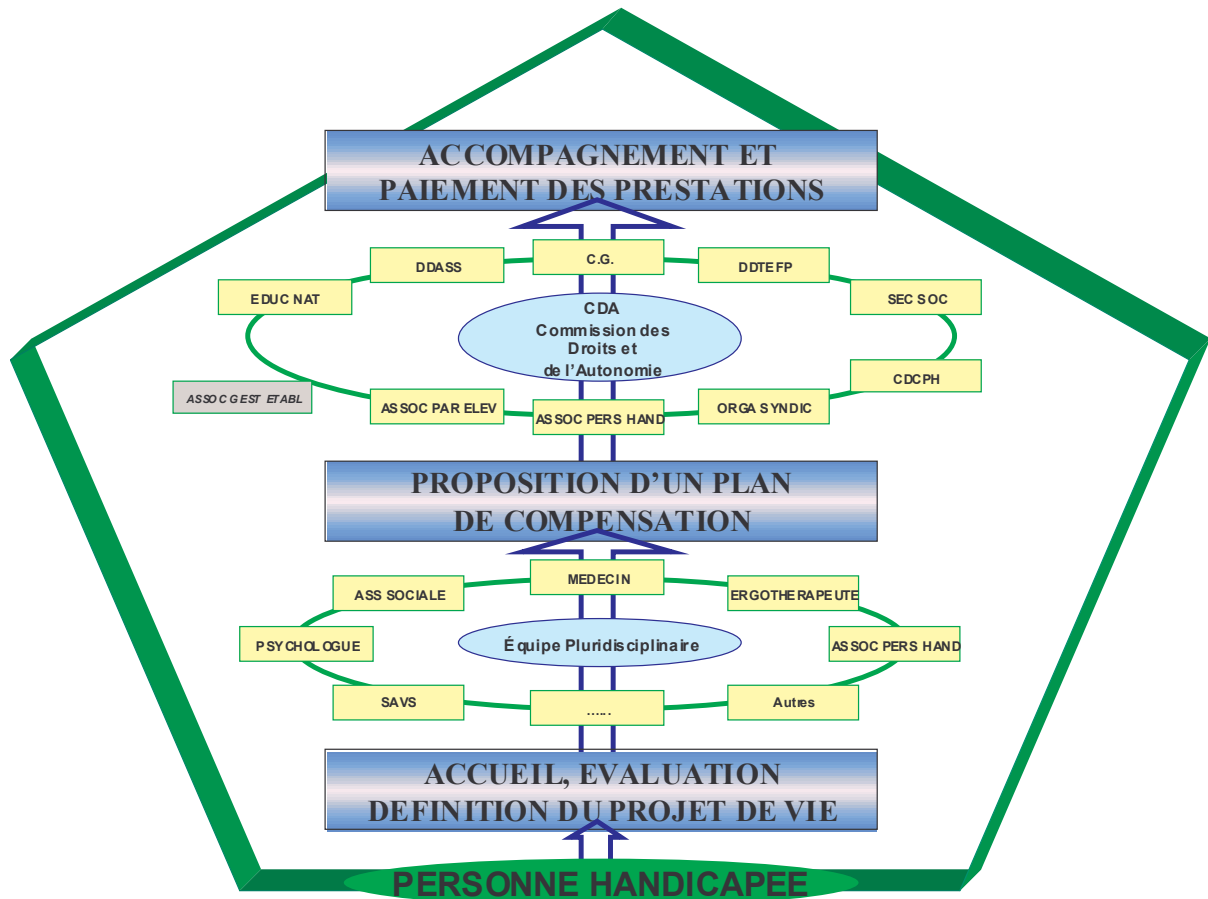 ACCOMPAGNEMENT ET
PAIEMENT DES PRESTATIONS
C.G.
DDASS
DDTEFP
EDUC NAT
SEC SOC
CDA
Commission des
Droits et
de l'Autonomie
CDCPH
ASSOC GEST ETABL
ASSOC PAR ELEV
ASSOC PERS HAND
ORGA SYNDIC
PROPOSITION D'UN PLAN
DE COMPENSATION
MEDECIN
ASS SOCIALE
ERGOTHERAPEUTE
PSYCHOLOGUE
Équipe Pluridisciplinaire
ASSOC PERS HAND
SAVS
.....
Autres
ACCUEIL, EVALUATION
DEFINITION DU PROJET DE VIE
PERSONNE HANDICAPEE